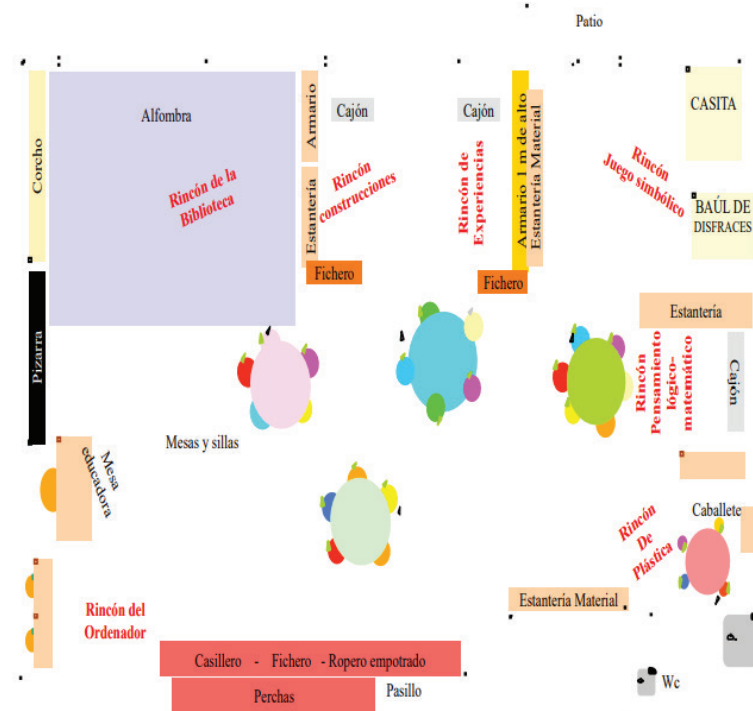 Patio
Corcho
Alfombra
Rincón de la
Biblioteca
Armario
Cajón
Estantería
Rincón
construcciones
Fichero
Cajón
Rincón de
Experiencias
Armario 1 m de alto
Estantería Material
Fichero
Rincón
Juego simbólico
CASITA
BAÚL DE
DISFRACES
Estantería
Pizarra
Rincón
Pensamiento
lógico-
matemático
Cajón
Mesas y sillas
Mesa
educadora
Caballete
Rincón
De
Plástica
Estantería Material
Rincón del
Ordenador
Casillero - Fichero - Ropero empotrado
Perchas
Pasillo
Wc